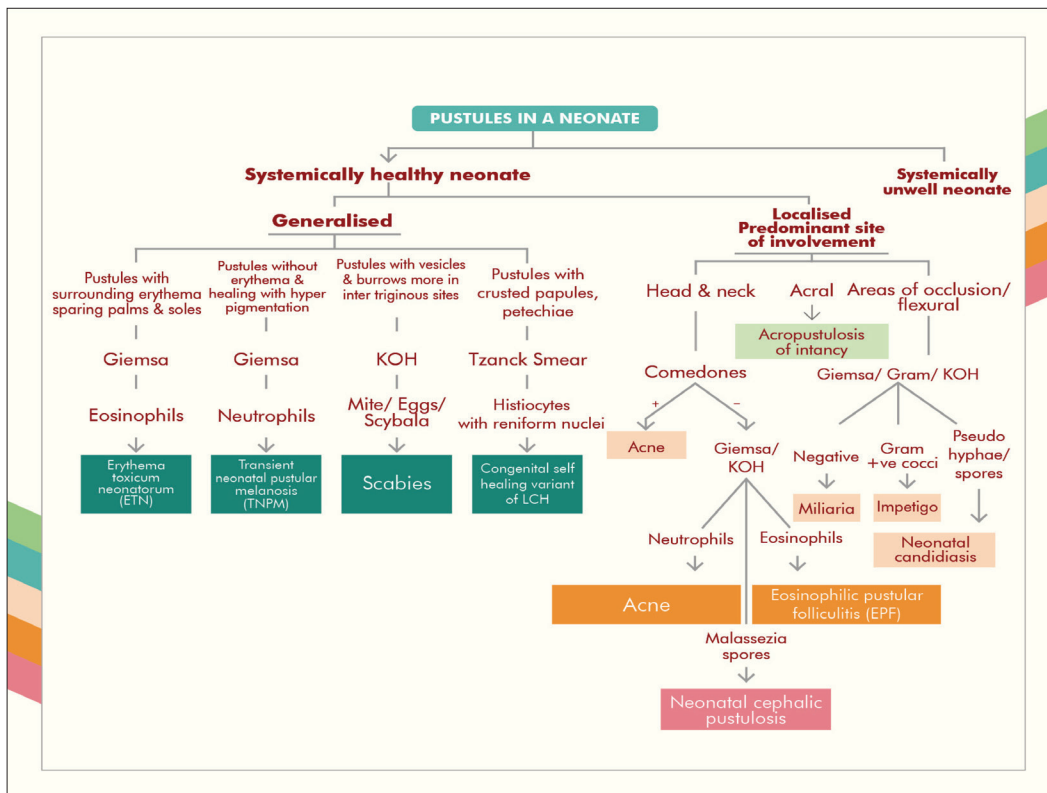 PUSTULES IN A NEONATE
Systemically healthy neonate
Systemically
unwell neonate
Generalised
Localised
Predominant site
of involvement
Pustules with
surrounding erythema
sparing palms & soles
Pustules without
erythema &
healing with hyper
pigmentation
Pustules with vesicles
& burrows more in
inter triginous sites
Pustules with
crusted papules,
petechiae
Head & neck
Acral
Areas of occlusion/
flexural
Giemsa
Giemsa
KOH
Tzanck Smear
Comedones
Acropustulosis
of intancy
Giemsa/ Gram/ KOH
Eosinophils
Neutrophils
Mite/ Eggs/
Scybala
Histiocytes
with reniform nuclei
+
–
Acne
Giemsa/
KOH
Negative
Gram
+ve cocci
Pseudo
hyphae/
spores
Erythema
toxicum
neonatorum (ETN)
Transient
neonatal pustular
melanosis
(TNPM)
Scabies
Congenital self
healing variant
of LCH
Miliaria
Impetigo
Neonatal
candidiasis
Neutrophils
Eosinophils
Acne
Eosinophilic pustular
folliculitis (EPF)
Malassezia
spores
Neonatal cephalic
pustulosis